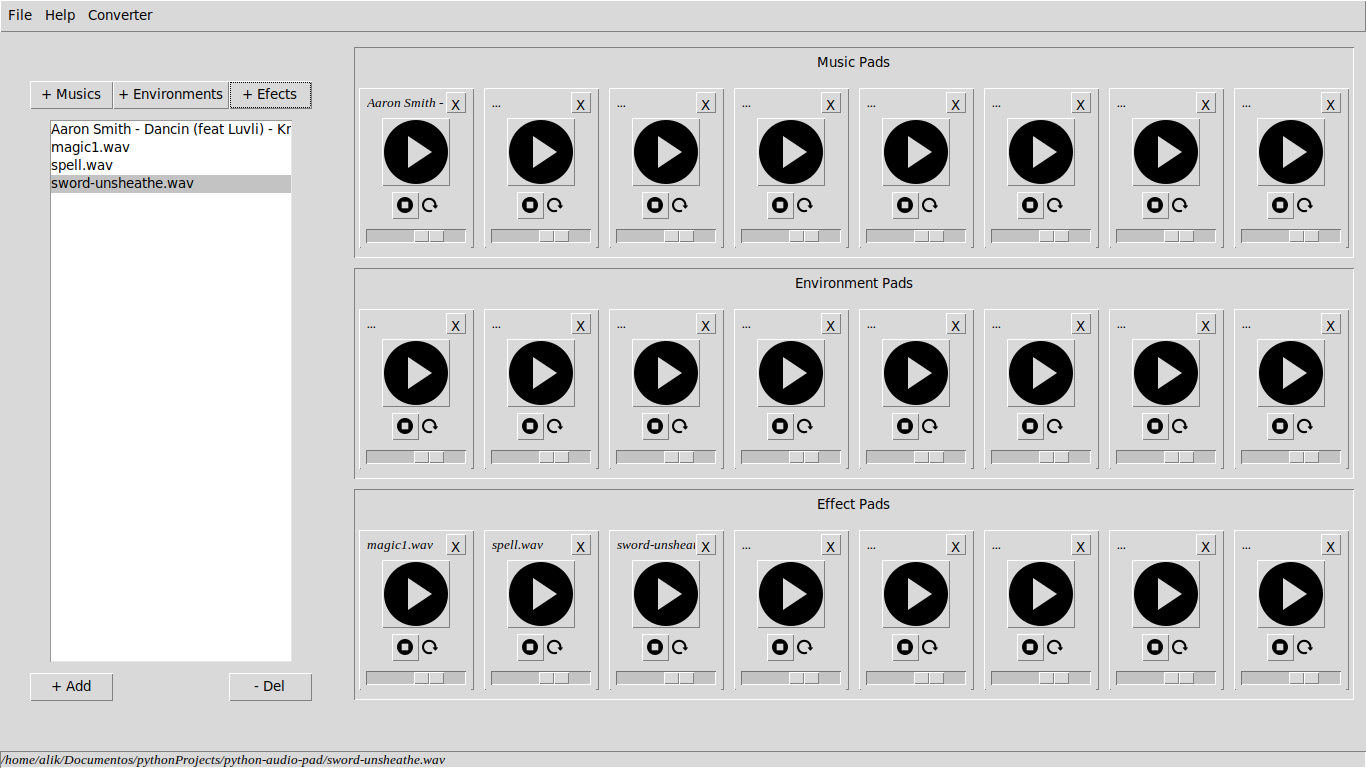 File Help Converter
+ Musics + Environments + Efects
Aaron Smith - Dancin (feat Luvli) - Kr
magic1.wav
spell.wav
sword-unsheathe.wav
+ Add - Del
Music Pads
Aaron Smith - X ... X ... X ... X ... X ... X ... X ... X
Environment Pads
... X ... X ... X ... X ... X ... X ... X ... X
Effect Pads
magic1.wav X spell.wav X sword-unsheat X ... X ... X ... X ... X ... X
/home/alik/Documentos/pythonProjects/python-audio-pad/sword-unsheathe.wav